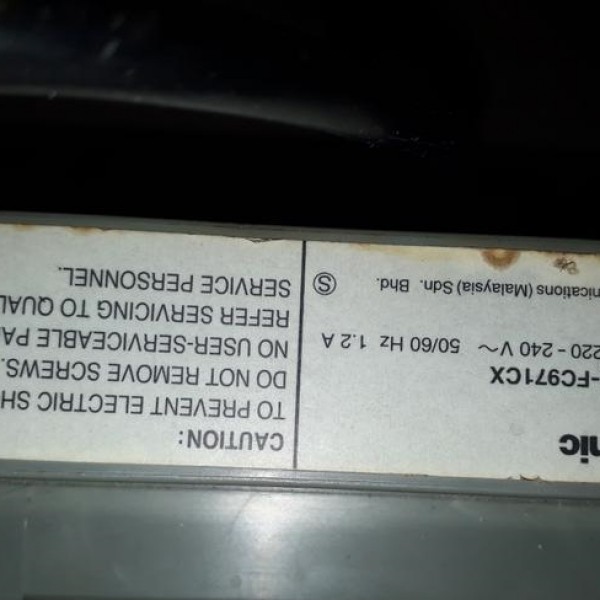 nic
-FC971CX
220 - 240 V ~ 50/60 Hz 1.2 A
nications (Malaysia) Sdn. Bhd. S
CAUTION:
TO PREVENT ELECTRIC SH
DO NOT REMOVE SCREWS.
NO USER-SERVICEABLE PA
REFER SERVICING TO QUAL
SERVICE PERSONNEL.